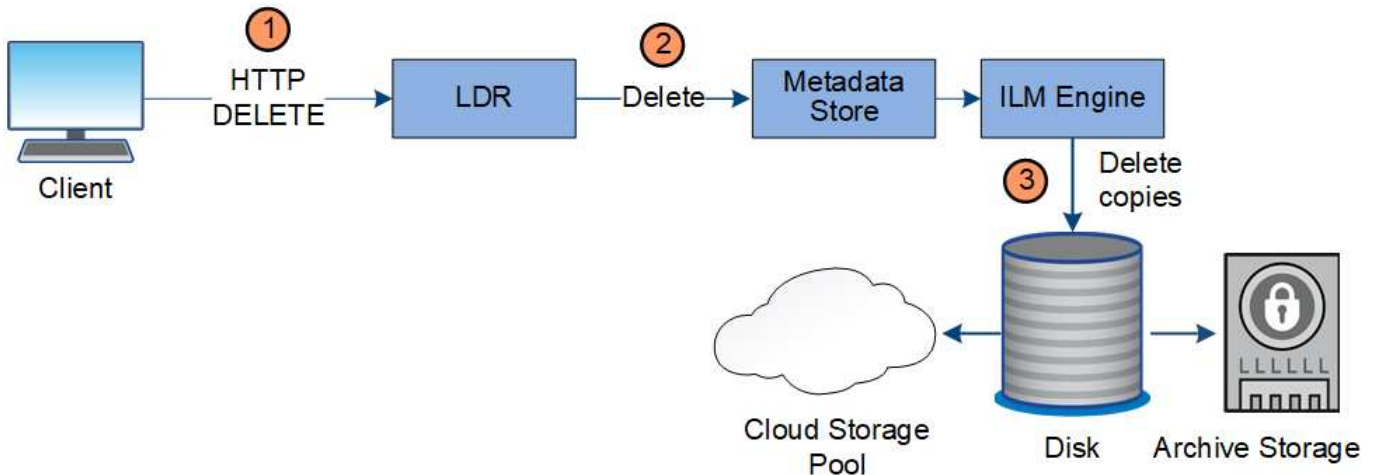 1
HTTP
DELETE
Client
LDR
2
Delete
Metadata
Store
ILM Engine
3
Delete
copies
Cloud Storage
Pool
Disk
LLLLLL
Archive Storage